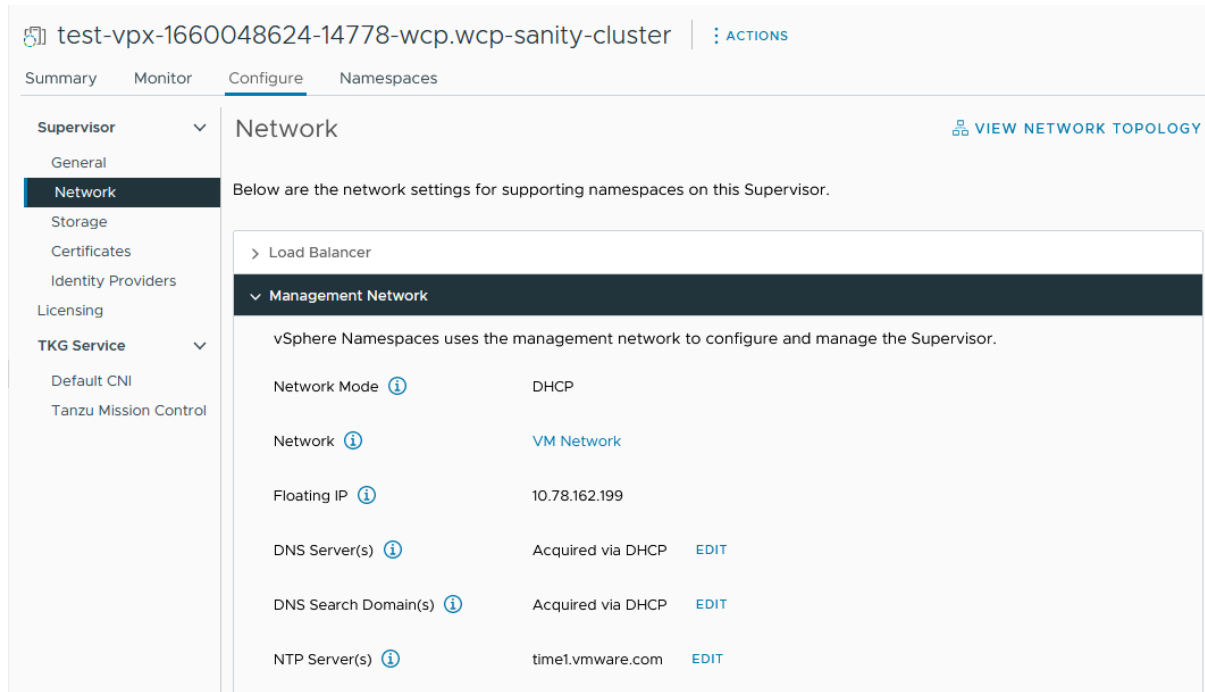 test-vpx-1660048624-14778-wcp.wcp-sanity-cluster
ACTIONS
Summary Monitor Configure Namespaces
Supervisor
General
Network
Storage
Certificates
Identity Providers
Licensing
TKG Service
Default CNI
Tanzu Mission Control
Network
VIEW NETWORK TOPOLOGY
Below are the network settings for supporting namespaces on this Supervisor.
Load Balancer
Management Network
vSphere Namespaces uses the management network to configure and manage the Supervisor.
Network Mode DHCP
Network VM Network
Floating IP 10.78.162.199
DNS Server(s) Acquired via DHCP EDIT
DNS Search Domain(s) Acquired via DHCP EDIT
NTP Server(s) time1.vmware.com EDIT